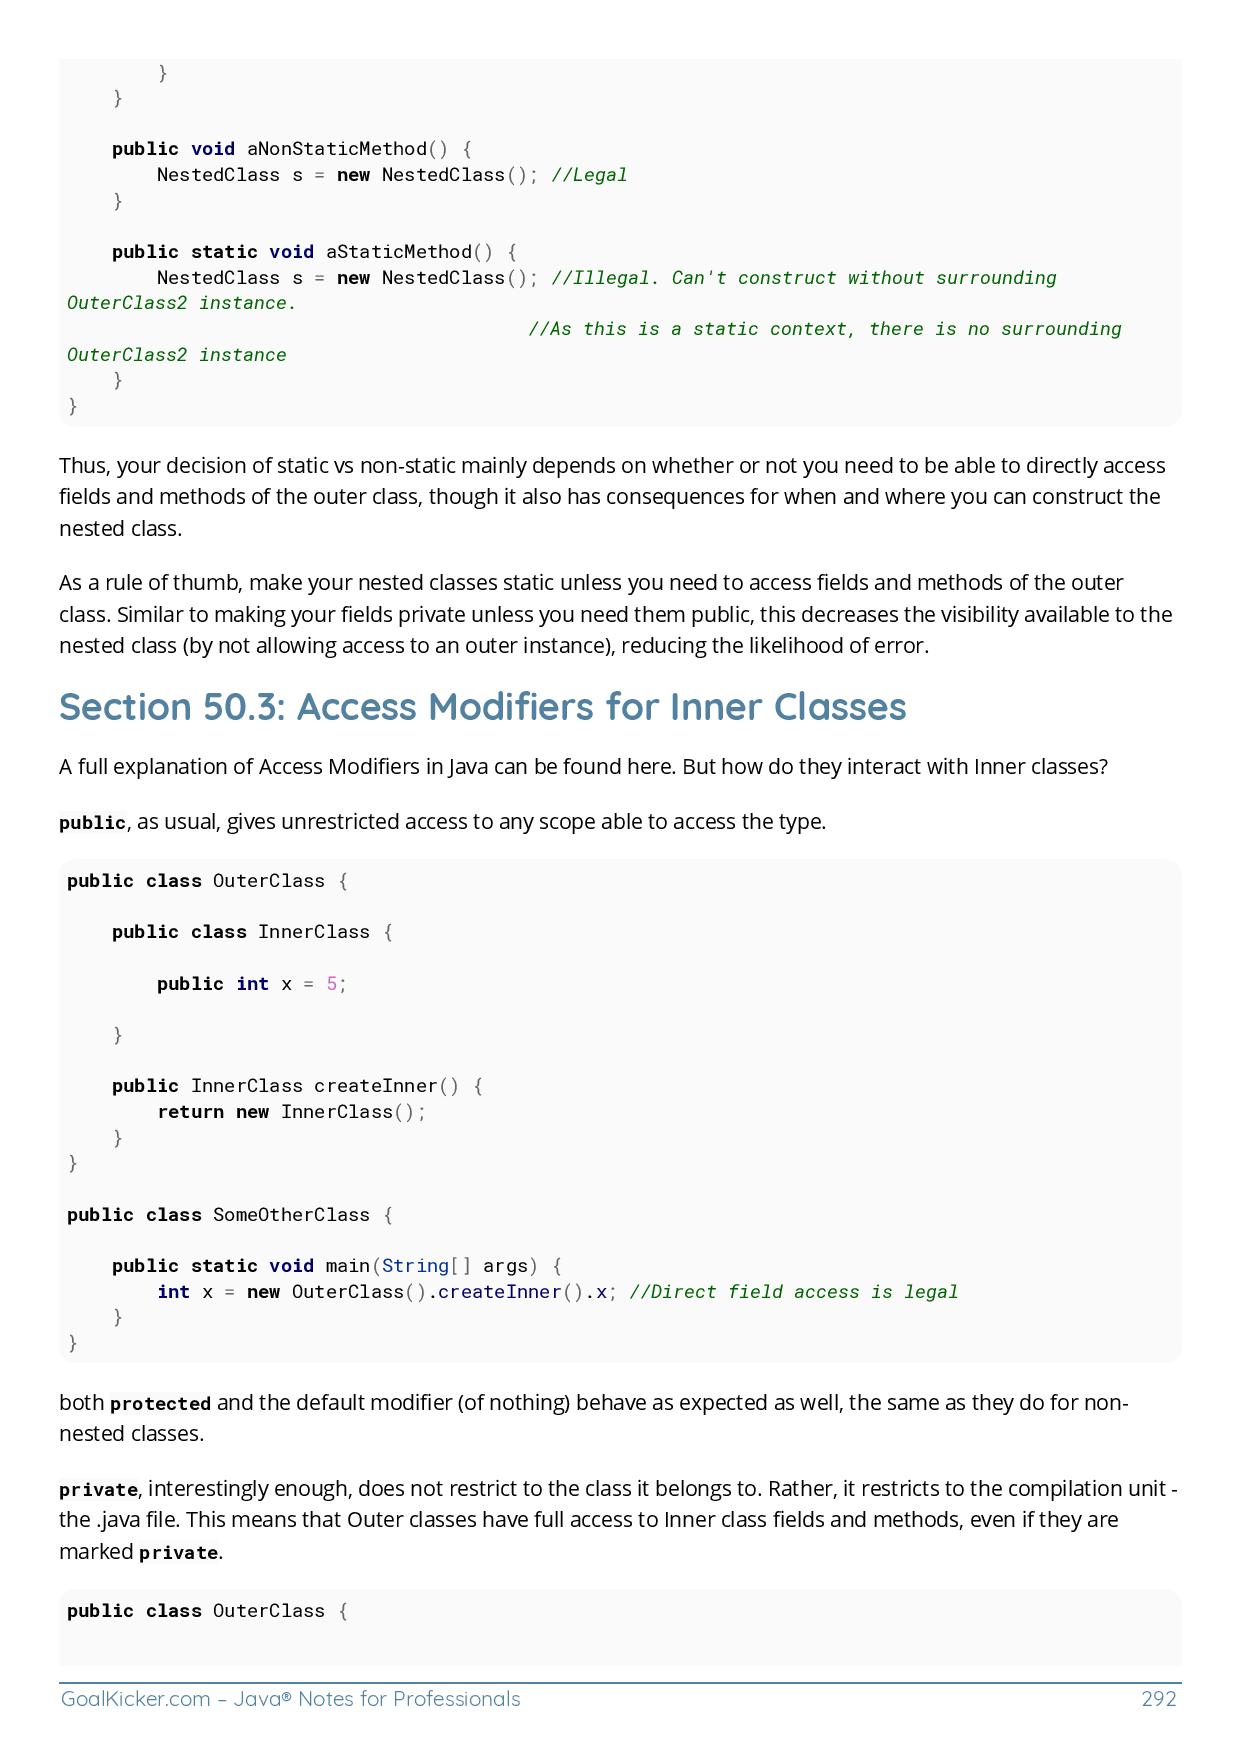 }
    }

    public void aNonStaticMethod() {
        NestedClass s = new NestedClass(); //Legal
    }

    public static void aStaticMethod() {
        NestedClass s = new NestedClass(); //Illegal. Can't construct without surrounding
OuterClass2 instance.
                                         //As this is a static context, there is no surrounding
OuterClass2 instance
    }
}
Thus, your decision of static vs non-static mainly depends on whether or not you need to be able to directly access
fields and methods of the outer class, though it also has consequences for when and where you can construct the
nested class.
As a rule of thumb, make your nested classes static unless you need to access fields and methods of the outer
class. Similar to making your fields private unless you need them public, this decreases the visibility available to the
nested class (by not allowing access to an outer instance), reducing the likelihood of error.
Section 50.3: Access Modifiers for Inner Classes
A full explanation of Access Modifiers in Java can be found here. But how do they interact with Inner classes?
public, as usual, gives unrestricted access to any scope able to access the type.
public class OuterClass {

    public class InnerClass {

        public int x = 5;

    }

    public InnerClass createInner() {
        return new InnerClass();
    }
}

public class SomeOtherClass {

    public static void main(String[] args) {
        int x = new OuterClass().createInner().x; //Direct field access is legal
    }
}
both protected and the default modifier (of nothing) behave as expected as well, the same as they do for non-
nested classes.
private, interestingly enough, does not restrict to the class it belongs to. Rather, it restricts to the compilation unit -
the .java file. This means that Outer classes have full access to Inner class fields and methods, even if they are
marked private.
public class OuterClass {
GoalKicker.com – Java® Notes for Professionals
292